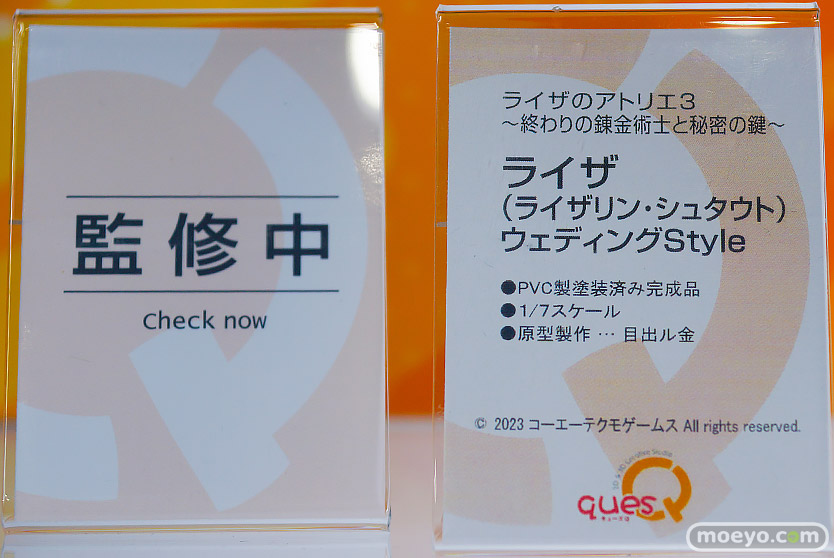 監修中
Check now
ライザのアトリエ3
～終わりの錬金術士と秘密の鍵～
ライザ
（ライザリン・シュタウト）
ウェディングStyle
●PVC製塗装済み完成品
●1/7スケール
●原型製作 … 目出ル金
© 2023 コーエーテクモゲームス All rights reserved.
quesQ
キューズQ
moeyo.com